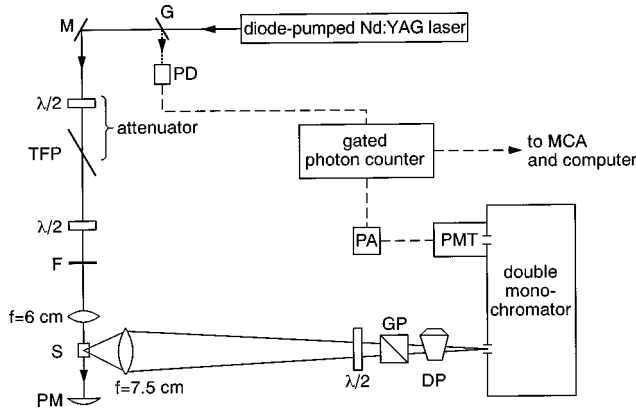 M
G
diode-pumped Nd:YAG laser
PD
λ/2
attenuator
TFP
gated
photon counter
to MCA
and computer
λ/2
PA
PMT
F
double
mono-
chromator
f=6 cm
GP
S
f=7.5 cm
λ/2
DP
PM